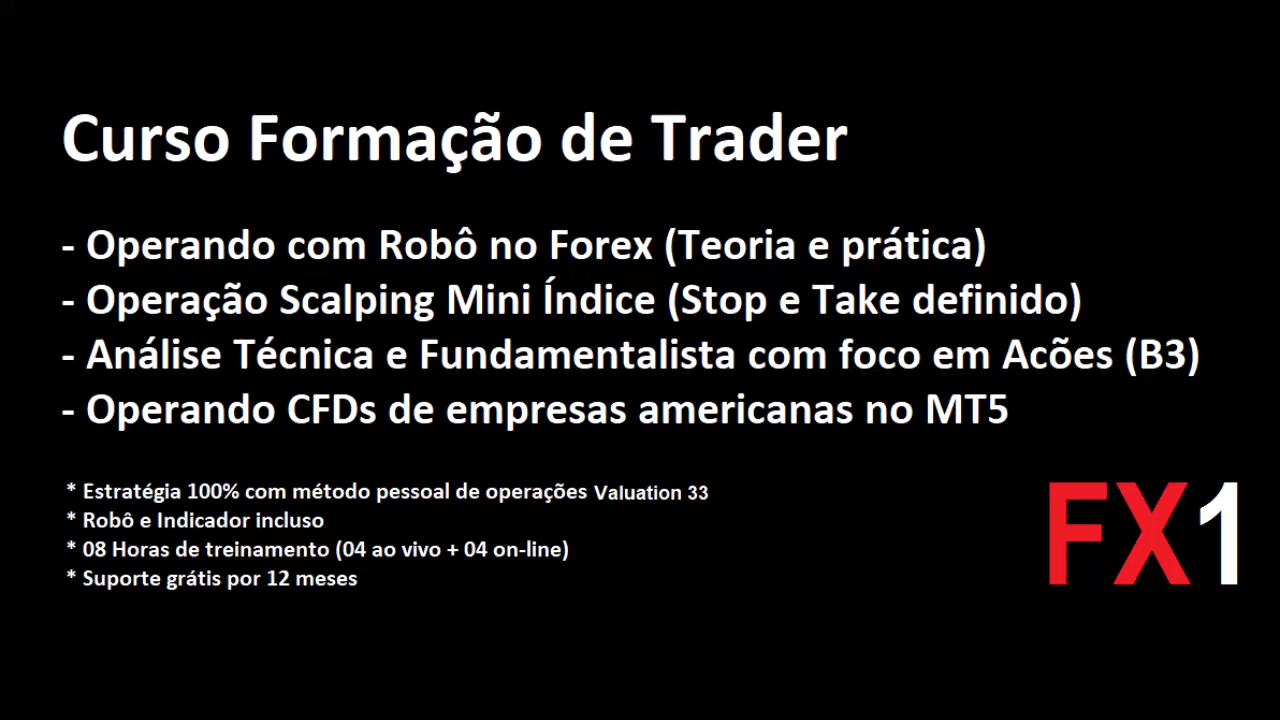 Curso Formação de Trader
- Operando com Robô no Forex (Teoria e prática)
- Operação Scalping Mini Índice (Stop e Take definido)
- Análise Técnica e Fundamentalista com foco em Acões (B3)
- Operando CFDs de empresas americanas no MT5
* Estratégia 100% com método pessoal de operações Valuation 33
* Robô e Indicador incluso
* 08 Horas de treinamento (04 ao vivo + 04 on-line)
* Suporte grátis por 12 meses
FX1